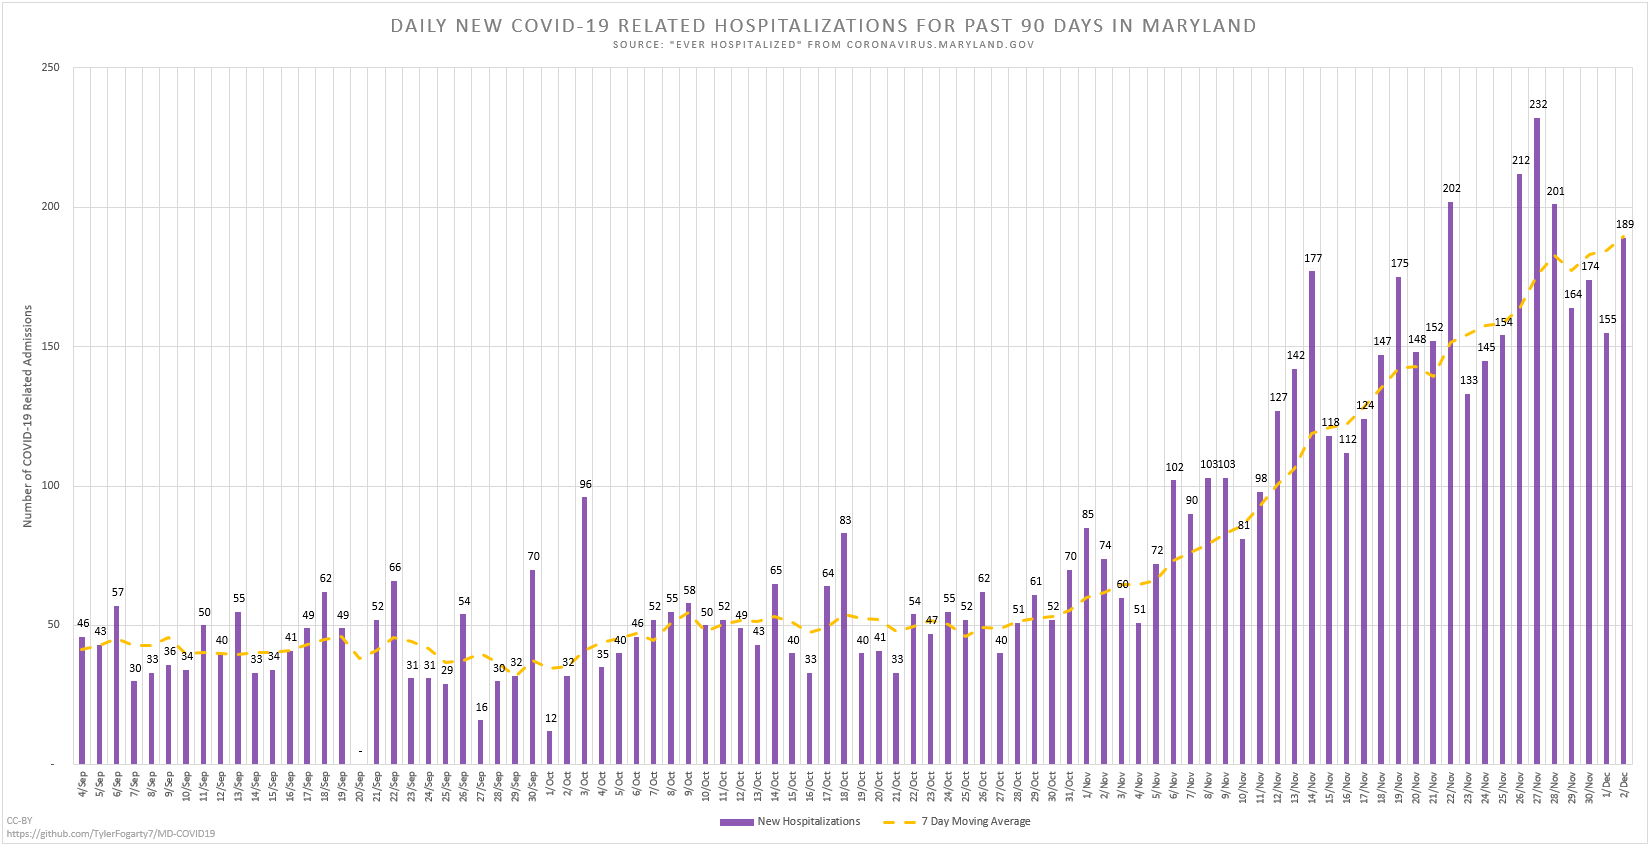 DAILY NEW COVID-19 RELATED HOSPITALIZATIONS FOR PAST 90 DAYS IN MARYLAND
SOURCE: "EVER HOSPITALIZED" FROM CORONAVIRUS.MARYLAND.GOV
Number of COVID-19 Related Admissions
250
200
150
100
50
-
46 43 57 30 33 36 34 50 40 55 33 34 41 49 62 49 - 52 66 31 31 29 54 16 30 32 70 12 32 96 35 40 46 52 55 58 50 52 49 43 65 40 33 64 83 40 41 33 54 47 55 52 62 40 51 61 52 70 85 74 60 51 72 102 90 103 103 81 98 127 142 177 118 112 124 147 175 148 152 202 133 145 154 212 232 201 164 174 155 189
4/Sep 5/Sep 6/Sep 7/Sep 8/Sep 9/Sep 10/Sep 11/Sep 12/Sep 13/Sep 14/Sep 15/Sep 16/Sep 17/Sep 18/Sep 19/Sep 20/Sep 21/Sep 22/Sep 23/Sep 24/Sep 25/Sep 26/Sep 27/Sep 28/Sep 29/Sep 30/Sep 1/Oct 2/Oct 3/Oct 4/Oct 5/Oct 6/Oct 7/Oct 8/Oct 9/Oct 10/Oct 11/Oct 12/Oct 13/Oct 14/Oct 15/Oct 16/Oct 17/Oct 18/Oct 19/Oct 20/Oct 21/Oct 22/Oct 23/Oct 24/Oct 25/Oct 26/Oct 27/Oct 28/Oct 29/Oct 30/Oct 31/Oct 1/Nov 2/Nov 3/Nov 4/Nov 5/Nov 6/Nov 7/Nov 8/Nov 9/Nov 10/Nov 11/Nov 12/Nov 13/Nov 14/Nov 15/Nov 16/Nov 17/Nov 18/Nov 19/Nov 20/Nov 21/Nov 22/Nov 23/Nov 24/Nov 25/Nov 26/Nov 27/Nov 28/Nov 29/Nov 30/Nov 1/Dec 2/Dec
New Hospitalizations 7 Day Moving Average
CC-BY
https://github.com/TylerFogarty7/MD-COVID19